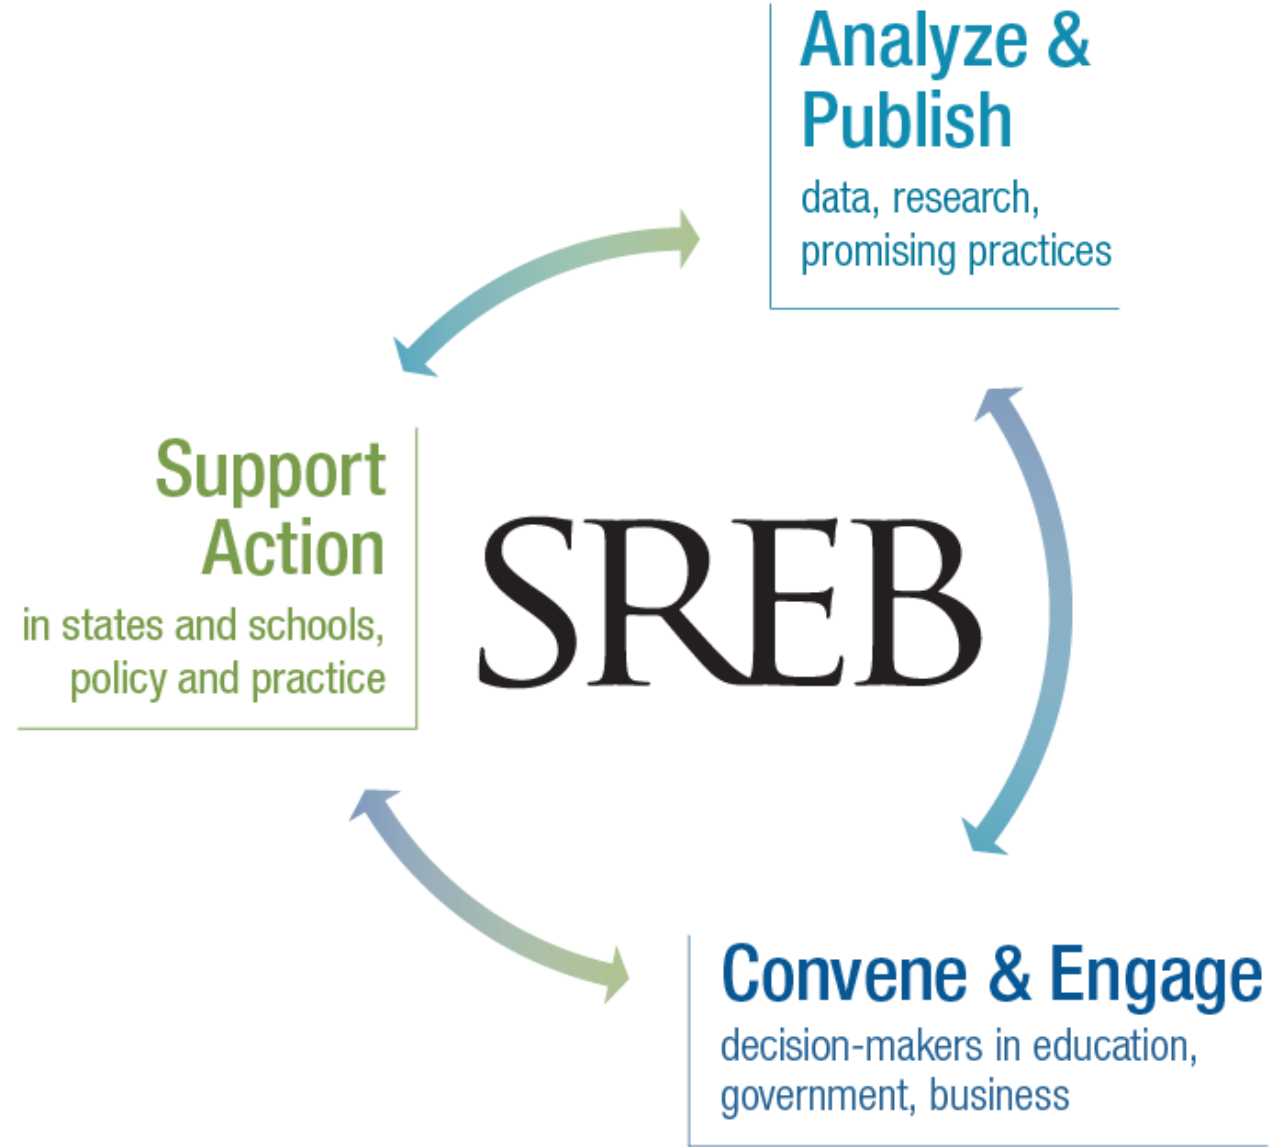 Analyze &
Publish
data, research,
promising practices
Support
Action
in states and schools,
policy and practice
SREB
Convene & Engage
decision-makers in education,
government, business